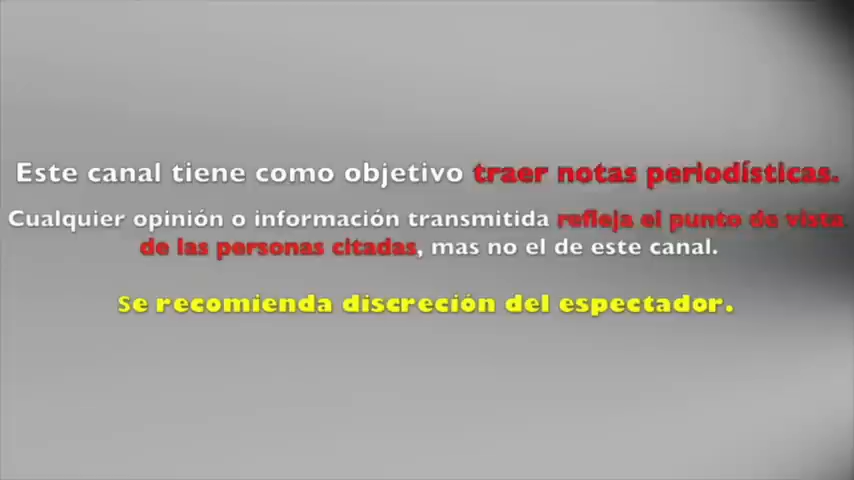 Este canal tiene como objetivo traer notas periodísticas.
Cualquier opinión o información transmitida refleja el punto de vista
de las personas citadas, mas no el de este canal.
Se recomienda discreción del espectador.